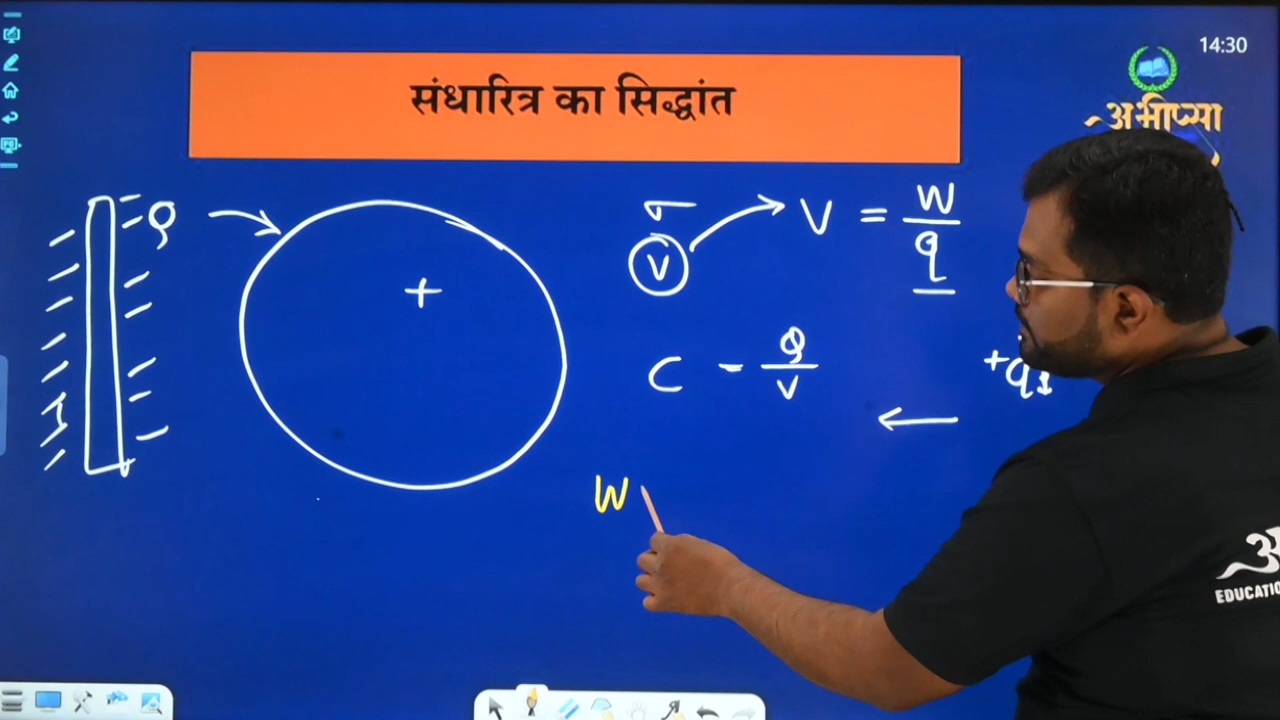 14:30
संधारित्र का सिद्धांत
अभीप्सा
Q
+
σ
V
V = W/q
C = Q/V
+q
W
EDUCATIO